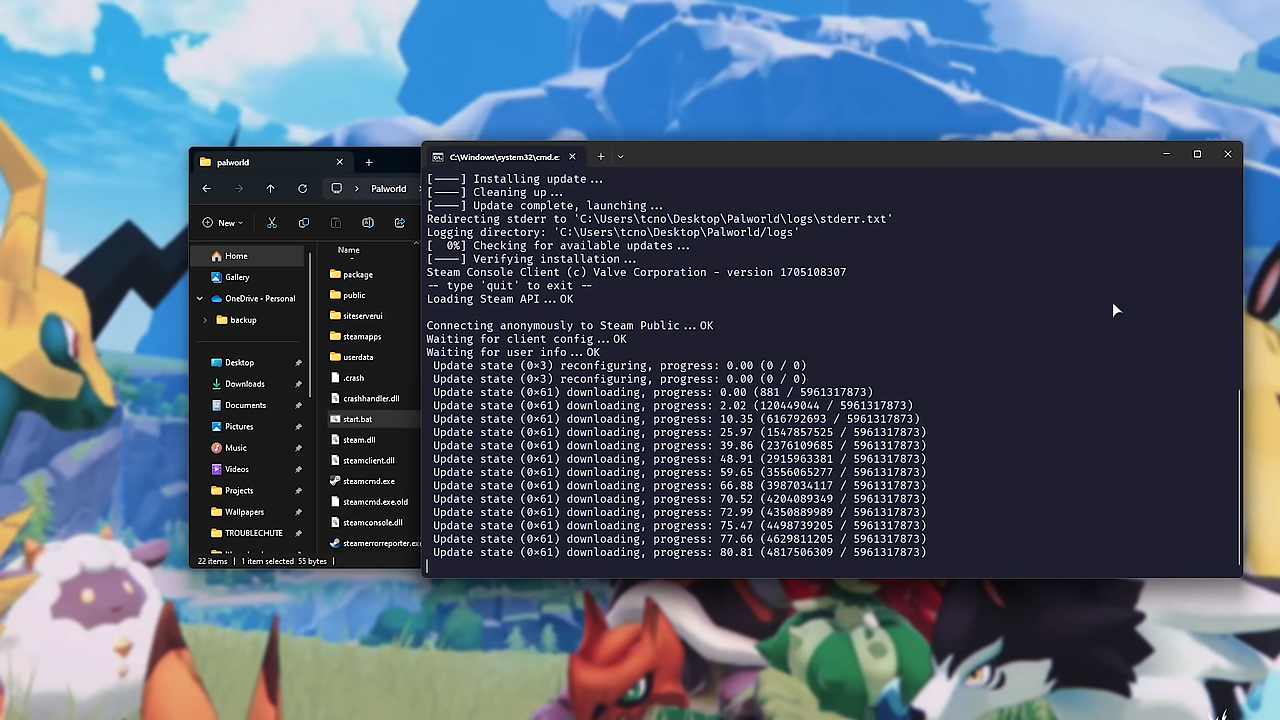 palworld
Palworld
New
Home
Gallery
OneDrive - Personal
backup
Desktop
Downloads
Documents
Pictures
Music
Videos
Projects
Wallpapers
TROUBLECHUTE
Name
package
public
siteserverui
steamapps
userdata
.crash
crashhandler.dll
start.bat
steam.dll
steamclient.dll
steamcmd.exe
steamcmd.exe.old
steamconsole.dll
steamerrorreporter.exe
22 items | 1 item selected 55 bytes |
C:\Windows\system32\cmd.e
[----] Installing update...
[----] Cleaning up...
[----] Update complete, launching...
Redirecting stderr to 'C:\Users\tcno\Desktop\Palworld\logs\stderr.txt'
Logging directory: 'C:\Users\tcno\Desktop\Palworld/logs'
[  0%] Checking for available updates...
[----] Verifying installation...
Steam Console Client (c) Valve Corporation - version 1705108307
-- type 'quit' to exit --
Loading Steam API...OK
Connecting anonymously to Steam Public...OK
Waiting for client config...OK
Waiting for user info...OK
Update state (0x3) reconfiguring, progress: 0.00 (0 / 0)
Update state (0x3) reconfiguring, progress: 0.00 (0 / 0)
Update state (0x61) downloading, progress: 0.00 (881 / 5961317873)
Update state (0x61) downloading, progress: 2.02 (120449044 / 5961317873)
Update state (0x61) downloading, progress: 10.35 (616792693 / 5961317873)
Update state (0x61) downloading, progress: 25.97 (1547857525 / 5961317873)
Update state (0x61) downloading, progress: 39.86 (2376109685 / 5961317873)
Update state (0x61) downloading, progress: 48.91 (2915963381 / 5961317873)
Update state (0x61) downloading, progress: 59.65 (3556065277 / 5961317873)
Update state (0x61) downloading, progress: 66.88 (3987034117 / 5961317873)
Update state (0x61) downloading, progress: 70.52 (4204089349 / 5961317873)
Update state (0x61) downloading, progress: 72.99 (4350889989 / 5961317873)
Update state (0x61) downloading, progress: 75.47 (4498739205 / 5961317873)
Update state (0x61) downloading, progress: 77.66 (4629811205 / 5961317873)
Update state (0x61) downloading, progress: 80.81 (4817506309 / 5961317873)